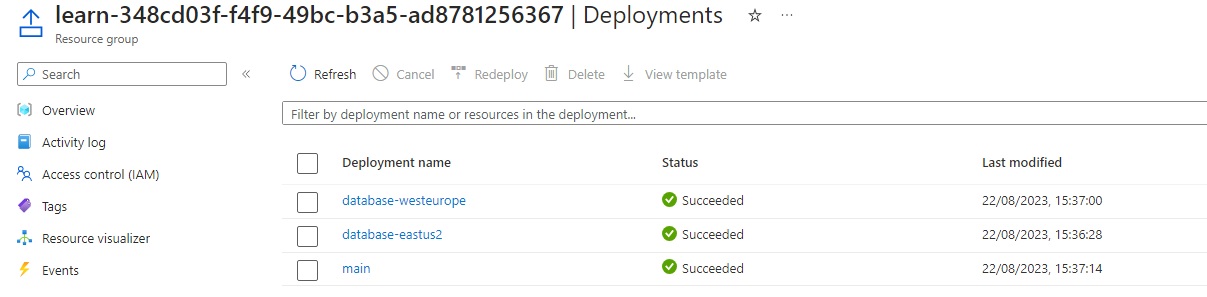 learn-348cd03f-f4f9-49bc-b3a5-ad8781256367 | Deployments ☆ ...
Resource group
Search «
Refresh Cancel Redeploy Delete View template
Overview
Filter by deployment name or resources in the deployment...
Activity log
Deployment name Status Last modified
Access control (IAM)
database-westeurope Succeeded 22/08/2023, 15:37:00
Tags
database-eastus2 Succeeded 22/08/2023, 15:36:28
Resource visualizer
main Succeeded 22/08/2023, 15:37:14
Events